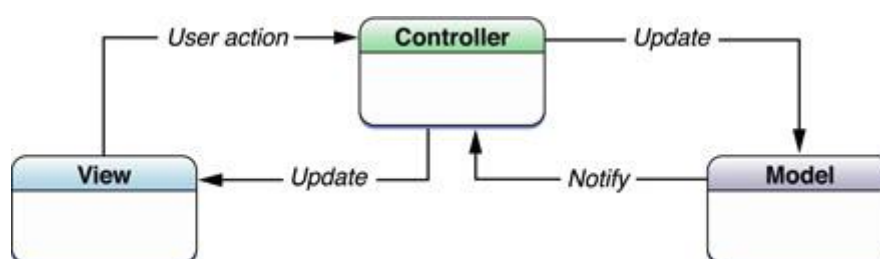 User action
Controller
Update
View
Update
Notify
Model